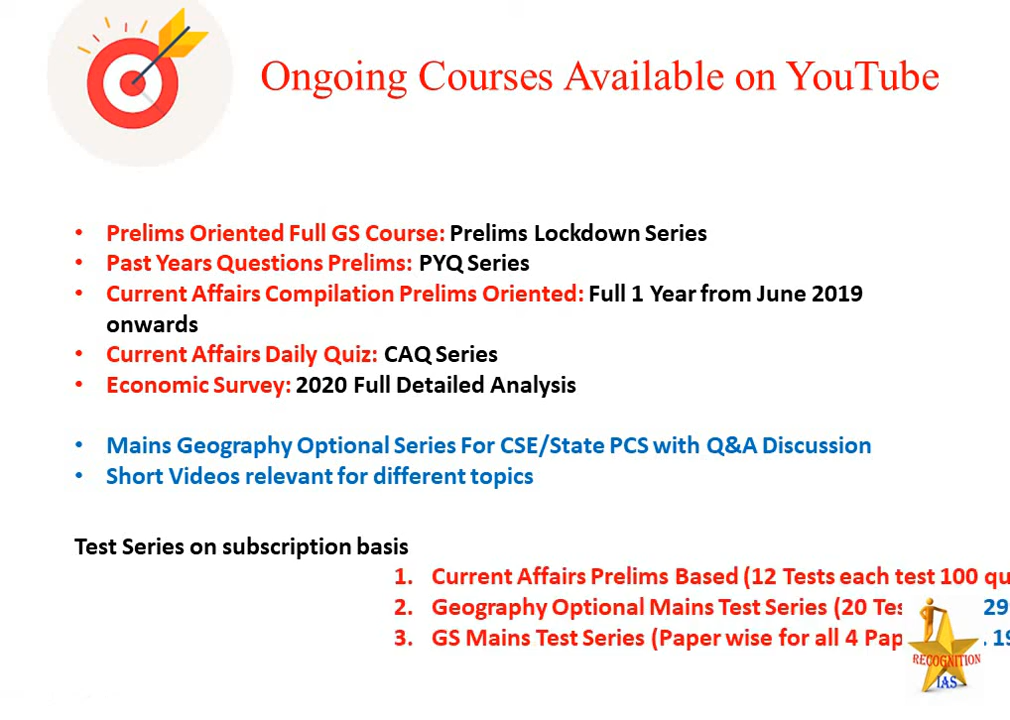 Ongoing Courses Available on YouTube
• Prelims Oriented Full GS Course: Prelims Lockdown Series
• Past Years Questions Prelims: PYQ Series
• Current Affairs Compilation Prelims Oriented: Full 1 Year from June 2019
onwards
• Current Affairs Daily Quiz: CAQ Series
• Economic Survey: 2020 Full Detailed Analysis
• Mains Geography Optional Series For CSE/State PCS with Q&A Discussion
• Short Videos relevant for different topics
Test Series on subscription basis
1. Current Affairs Prelims Based (12 Tests each test 100
2. Geography Optional Mains Test Series (20
3. GS Mains Test Series (Paper wise for all 4
RECOGNITION
IAS